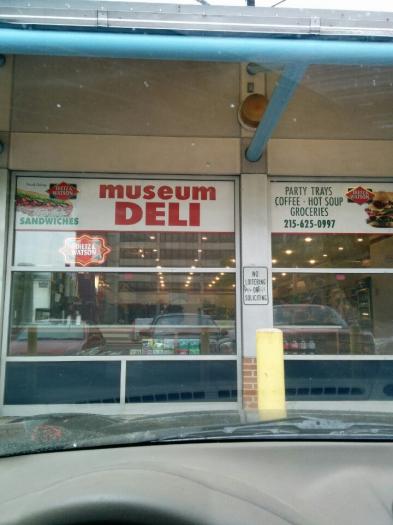 DIETZ & WATSON
SANDWICHES
museum
DELI
DIETZ & WATSON
PARTY TRAYS
COFFEE · HOT SOUP
GROCERIES
215-625-0997
DIETZ & WATSON
NO
LOITERING
OR
SOLICITING